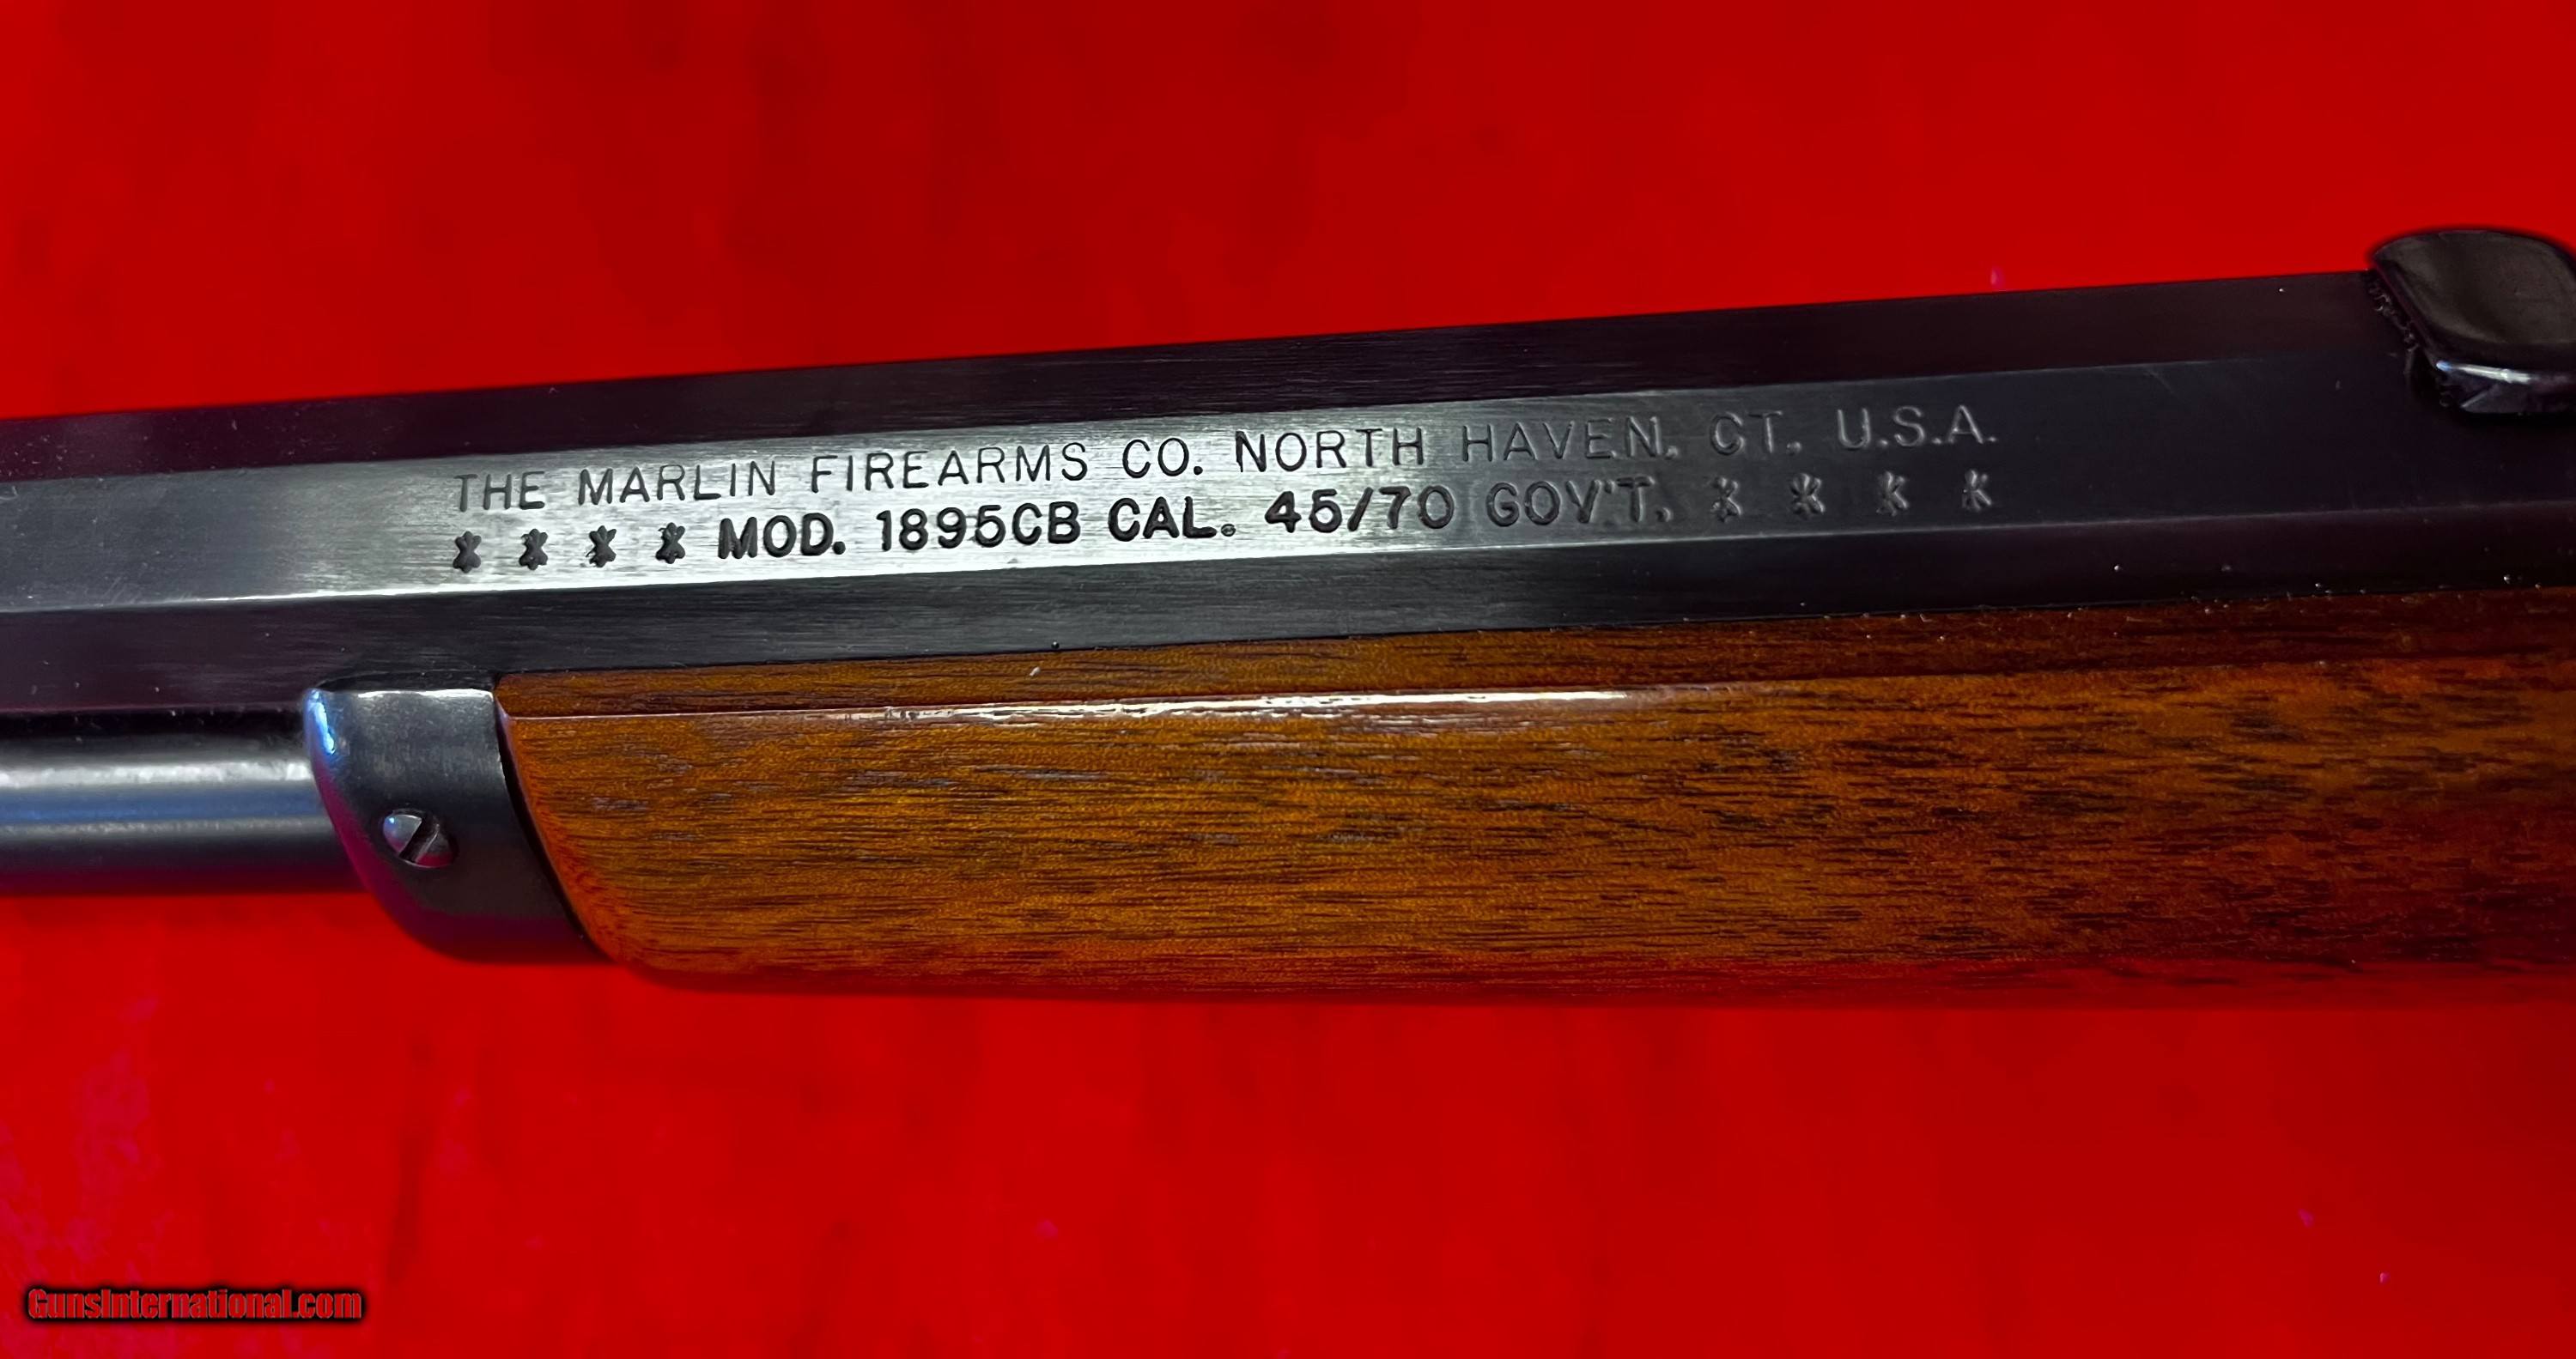 THE MARLIN FIREARMS CO. NORTH HAVEN, CT. U.S.A.
* * * * MOD. 1895CB CAL. 45/70 GOV'T. * * * *
GunsInternational.com